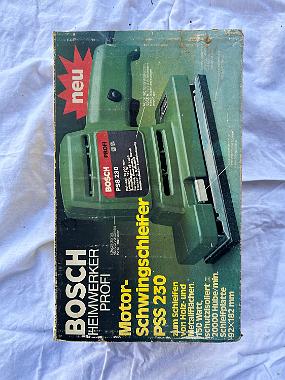 neu
BOSCH
HEIMWERKER
PROFI
Motor-
Schwingschleifer
PSS 230
zum Schleifen
von Holz- und
Metallflächen.
150 Watt,
schutzisoliert
20000 Hübe/min.
Schleifplatte
92×182 mm
BOSCH
PROFI
PSS 230